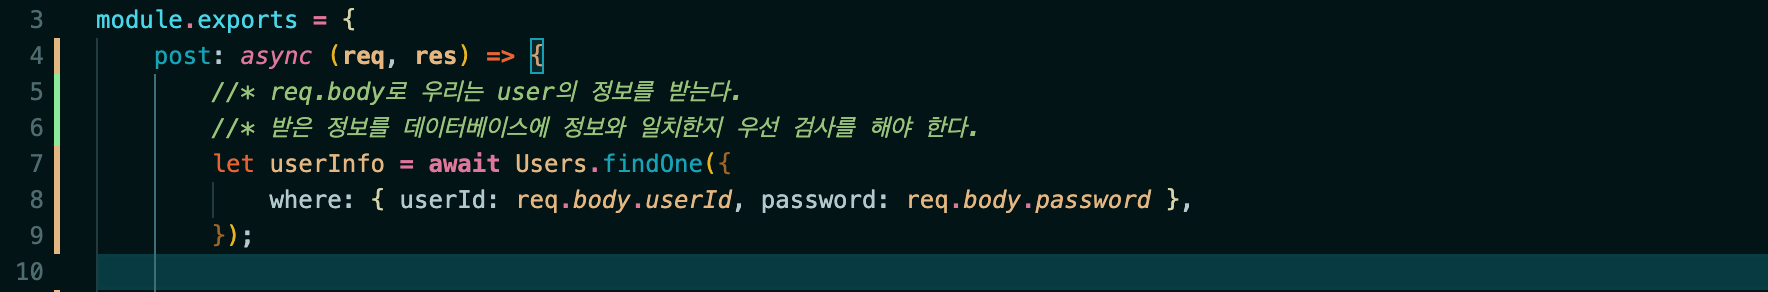 3 module.exports = {
4 post: async (req, res) => {
5 //* req.body로 우리는 user의 정보를 받는다.
6 //* 받은 정보를 데이터베이스에 정보와 일치한지 우선 검사를 해야 한다.
7 let userInfo = await Users.findOne({
8 where: { userId: req.body.userId, password: req.body.password },
9 });
10